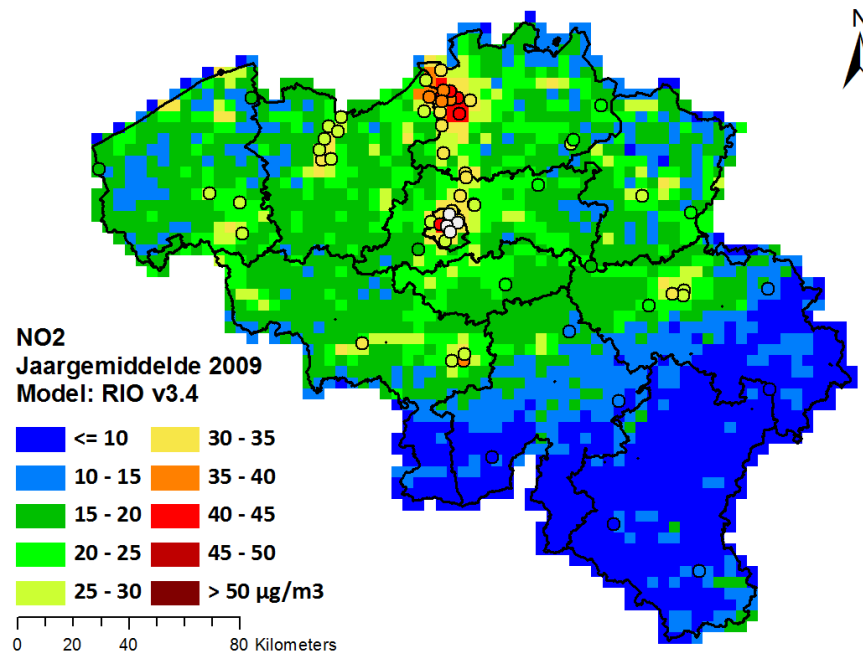 N
NO2
Jaargemiddelde 2009
Model: RIO v3.4
<= 10
30 - 35
10 - 15
35 - 40
15 - 20
40 - 45
20 - 25
45 - 50
25 - 30
> 50 µg/m3
0 20 40 80 Kilometers